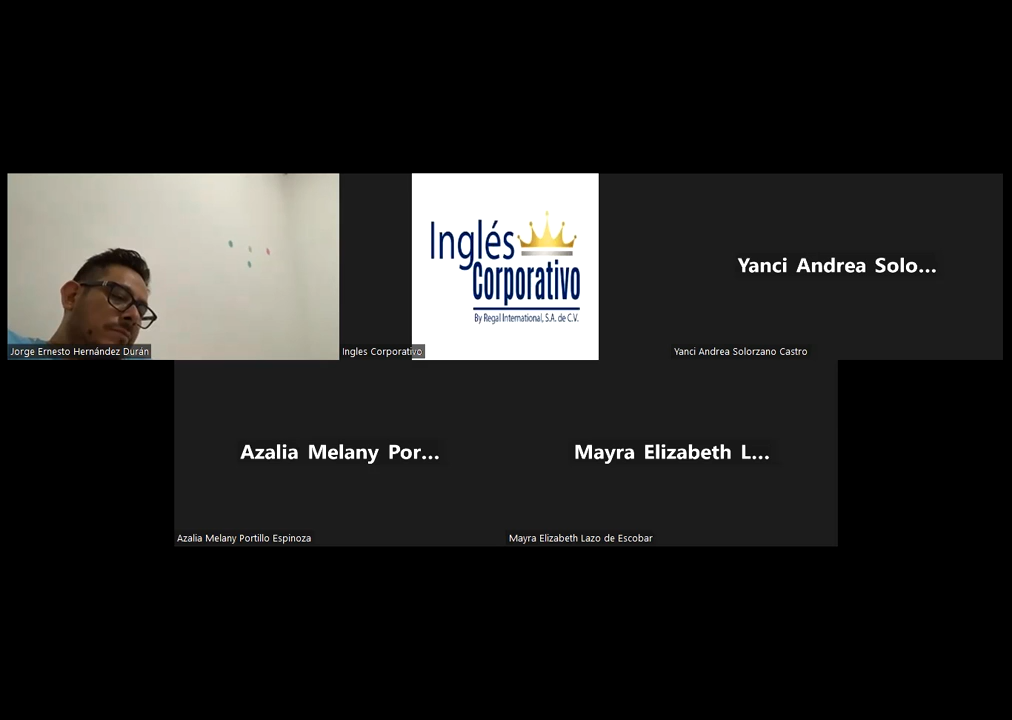 Inglés
Corporativo
By Regal International, S.A. de C.V.
Yanci Andrea Solo...
Jorge Ernesto Hernández Durán
Ingles Corporativo
Yanci Andrea Solorzano Castro
Azalia Melany Por...
Mayra Elizabeth L...
Azalia Melany Portillo Espinoza
Mayra Elizabeth Lazo de Escobar